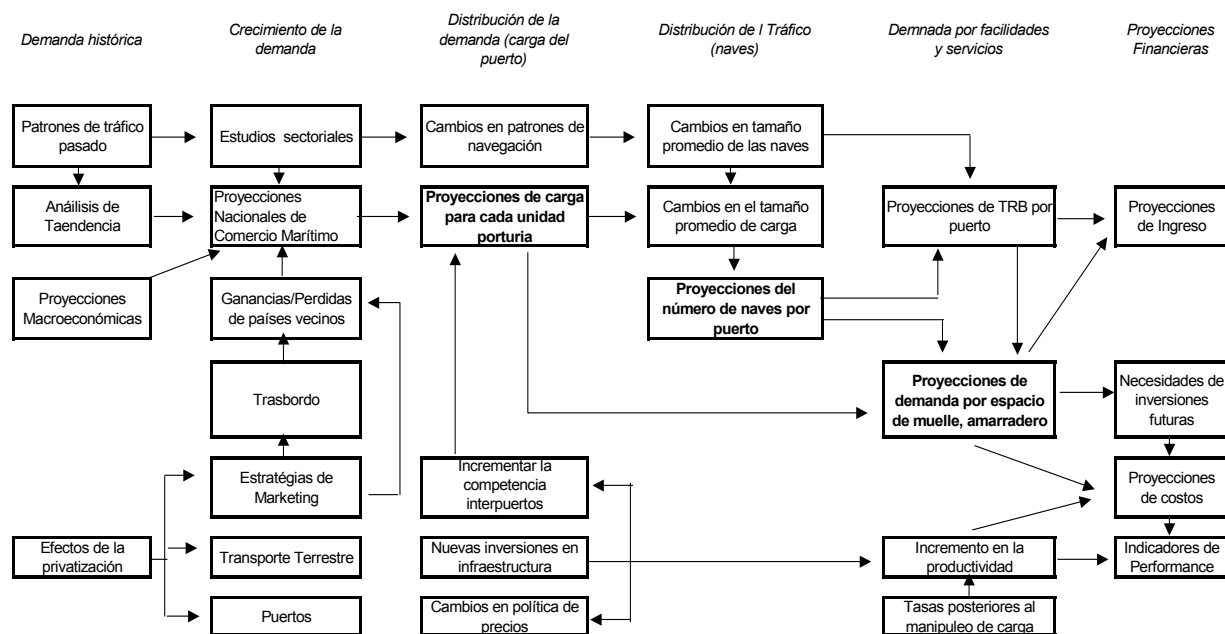 Demanda histórica
Crecimiento de la
demanda
Distribución de la
demanda (carga del
puerto)
Distribución de l Tráfico
(naves)
Demnada por facilidades
y servicios
Proyecciones
Financieras
Patrones de tráfico
pasado
Estudios sectoriales
Cambios en patrones de
navegación
Cambios en tamaño
promedio de las naves
Anáilisis de
Taendencia
Proyecciones
Nacionales de
Comercio Marítimo
Proyecciones de carga
para cada unidad
porturia
Cambios en el tamaño
promedio de carga
Proyecciones de TRB por
puerto
Proyecciones
de Ingreso
Proyecciones
Macroeconómicas
Ganancias/Perdidas
de países vecinos
Proyecciones del
número de naves por
puerto
Trasbordo
Proyecciones de
demanda por espacio
de muelle, amarradero
Necesidades de
inversiones
futuras
Estratégias de
Marketing
Incrementar la
competencia
interpuertos
Proyecciones
de costos
Efectos de la
privatización
Transporte Terrestre
Nuevas inversiones en
infraestructura
Incremento en la
productividad
Indicadores de
Performance
Puertos
Cambios en política de
precios
Tasas posteriores al
manipuleo de carga